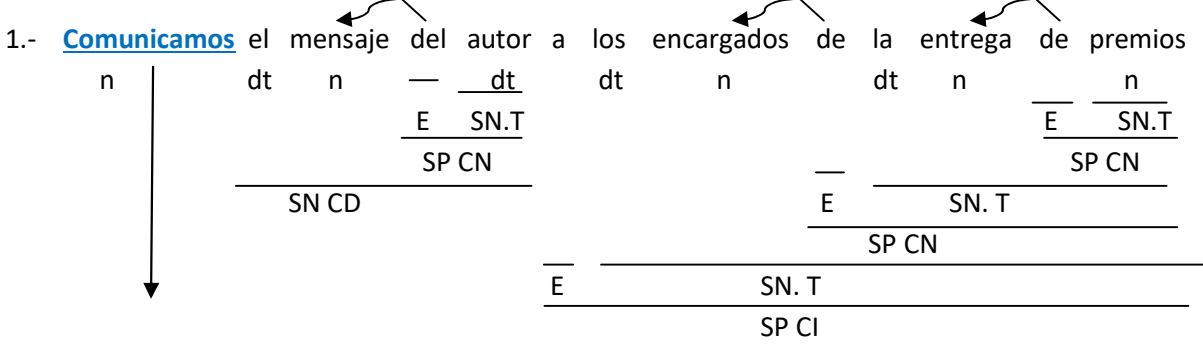 1.- Comunicamos el mensaje del autor a los encargados de la entrega de premios
n dt n dt dt n dt n n
E SN.T E SN.T
SP CN SP CN
SN CD E SN. T
SP CN
E SN. T
SP CI